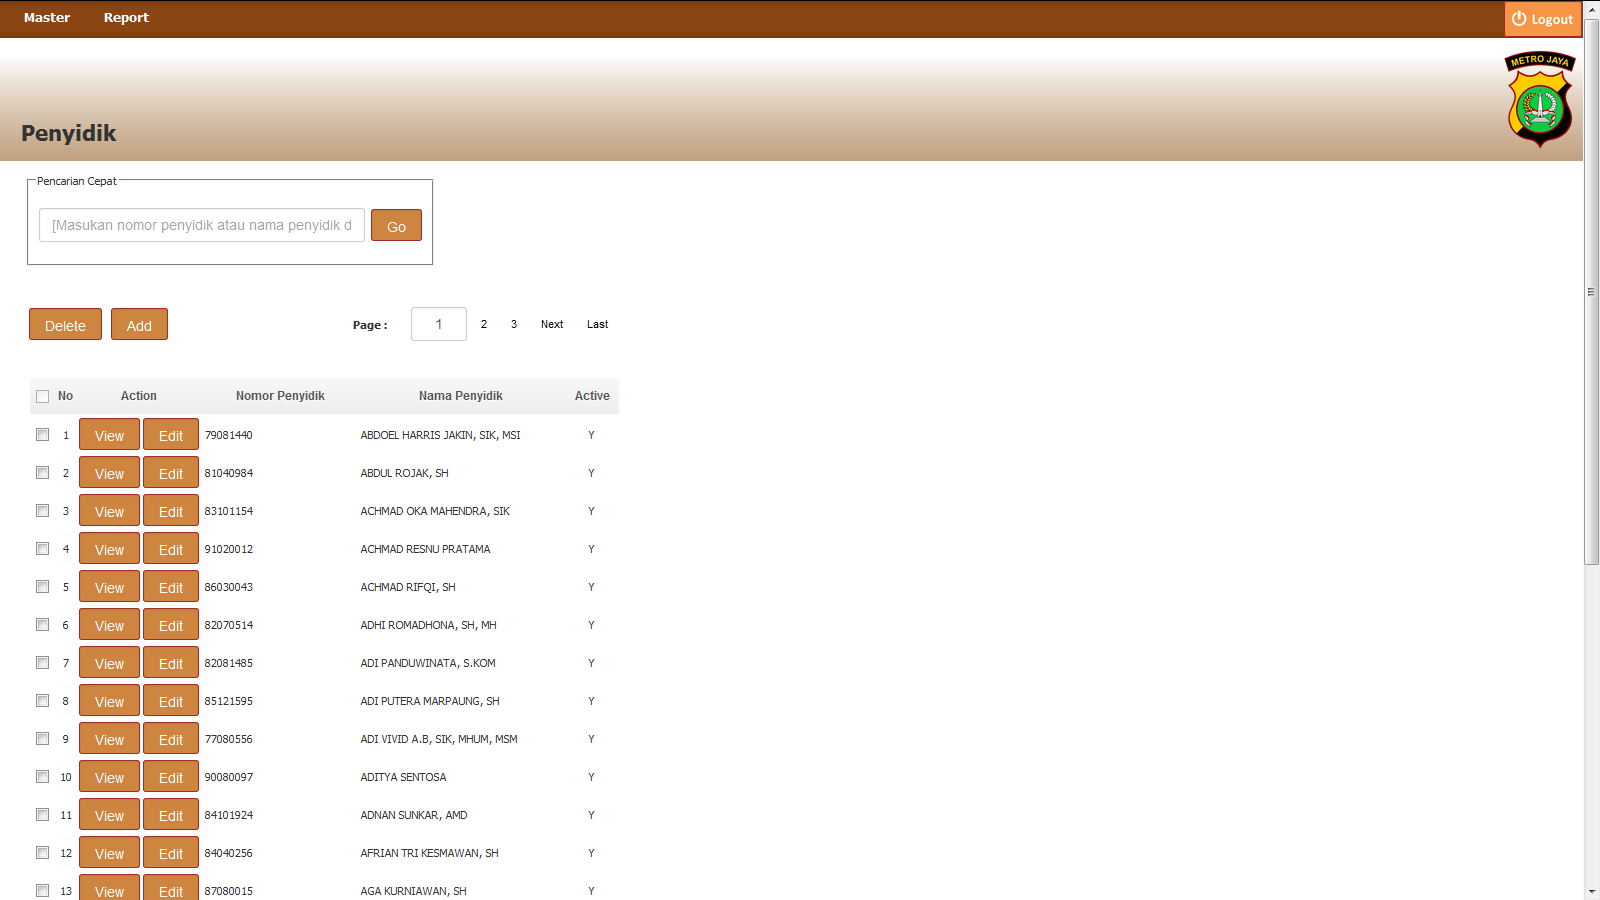 Master Report Logout
METRO JAYA
Penyidik
Pencarian Cepat
[Masukan nomor penyidik atau nama penyidik d Go
Delete Add Page : 1 2 3 Next Last
No Action Nomor Penyidik Nama Penyidik Active
1 View Edit 79081440 ABDOEL HARRIS JAKIN, SIK, MSI Y
2 View Edit 81040984 ABDUL ROJAK, SH Y
3 View Edit 83101154 ACHMAD OKA MAHENDRA, SIK Y
4 View Edit 91020012 ACHMAD RESNU PRATAMA Y
5 View Edit 86030043 ACHMAD RIFQI, SH Y
6 View Edit 82070514 ADHI ROMADHONA, SH, MH Y
7 View Edit 82081485 ADI PANDUWINATA, S.KOM Y
8 View Edit 85121595 ADI PUTERA MARPAUNG, SH Y
9 View Edit 77080556 ADI VIVID A.B, SIK, MHUM, MSM Y
10 View Edit 90080097 ADITYA SENTOSA Y
11 View Edit 84101924 ADNAN SUNKAR, AMD Y
12 View Edit 84040256 AFRIAN TRI KESMAWAN, SH Y
13 View Edit 87080015 AGA KURNIAWAN, SH Y